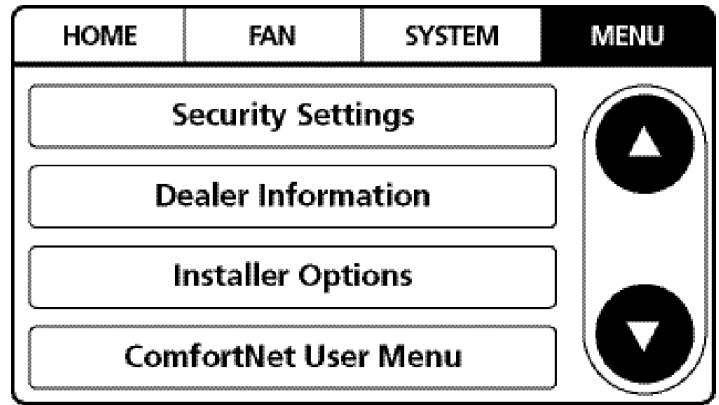 HOME FAN SYSTEM MENU
Security Settings
Dealer Information
Installer Options
ComfortNet User Menu